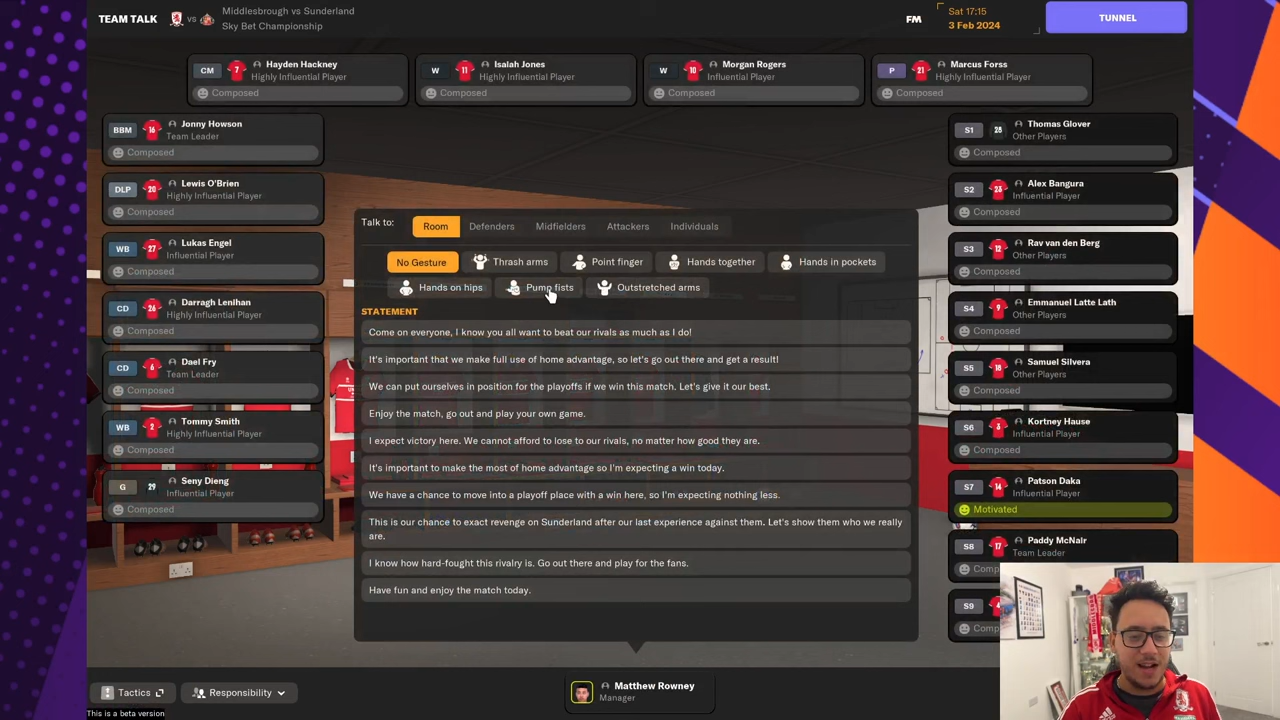 TEAM TALK
vs
Middlesbrough vs Sunderland
Sky Bet Championship
FM
Sat 17:15
3 Feb 2024
TUNNEL
CM
7
Hayden Hackney
Highly Influential Player
Composed
W
11
Isaiah Jones
Highly Influential Player
Composed
W
10
Morgan Rogers
Influential Player
Composed
P
21
Marcus Forss
Highly Influential Player
Composed
BBM
16
Jonny Howson
Team Leader
Composed
DLP
20
Lewis O'Brien
Highly Influential Player
Composed
WB
27
Lukas Engel
Influential Player
Composed
CD
26
Darragh Lenihan
Highly Influential Player
Composed
CD
6
Dael Fry
Team Leader
Composed
WB
2
Tommy Smith
Highly Influential Player
Composed
G
29
Seny Dieng
Influential Player
Composed
Talk to:
Room
Defenders
Midfielders
Attackers
Individuals
No Gesture
Thrash arms
Point finger
Hands together
Hands in pockets
Hands on hips
Pump fists
Outstretched arms
STATEMENT
Come on everyone, I know you all want to beat our rivals as much as I do!
It's important that we make full use of home advantage, so let's go out there and get a result!
We can put ourselves in position for the playoffs if we win this match. Let's give it our best.
Enjoy the match, go out and play your own game.
I expect victory here. We cannot afford to lose to our rivals, no matter how good they are.
It's important to make the most of home advantage so I'm expecting a win today.
We have a chance to move into a playoff place with a win here, so I'm expecting nothing less.
This is our chance to exact revenge on Sunderland after our last experience against them. Let's show them who we really
are.
I know how hard-fought this rivalry is. Go out there and play for the fans.
Have fun and enjoy the match today.
S1
28
Thomas Glover
Other Players
Composed
S2
Alex Bangura
Influential Player
Composed
S3
12
Rav van den Berg
Influential Player
Composed
S4
9
Emmanuel Latte Lath
Other Players
Composed
S5
18
Samuel Silvera
Other Players
Composed
S6
3
Kortney Hause
Influential Player
Composed
S7
14
Patson Daka
Influential Player
Motivated
S8
17
Paddy McNair
Team Leader
Comp
S9
Comp
Tactics
Responsibility
Matthew Rowney
Manager
This is a beta version